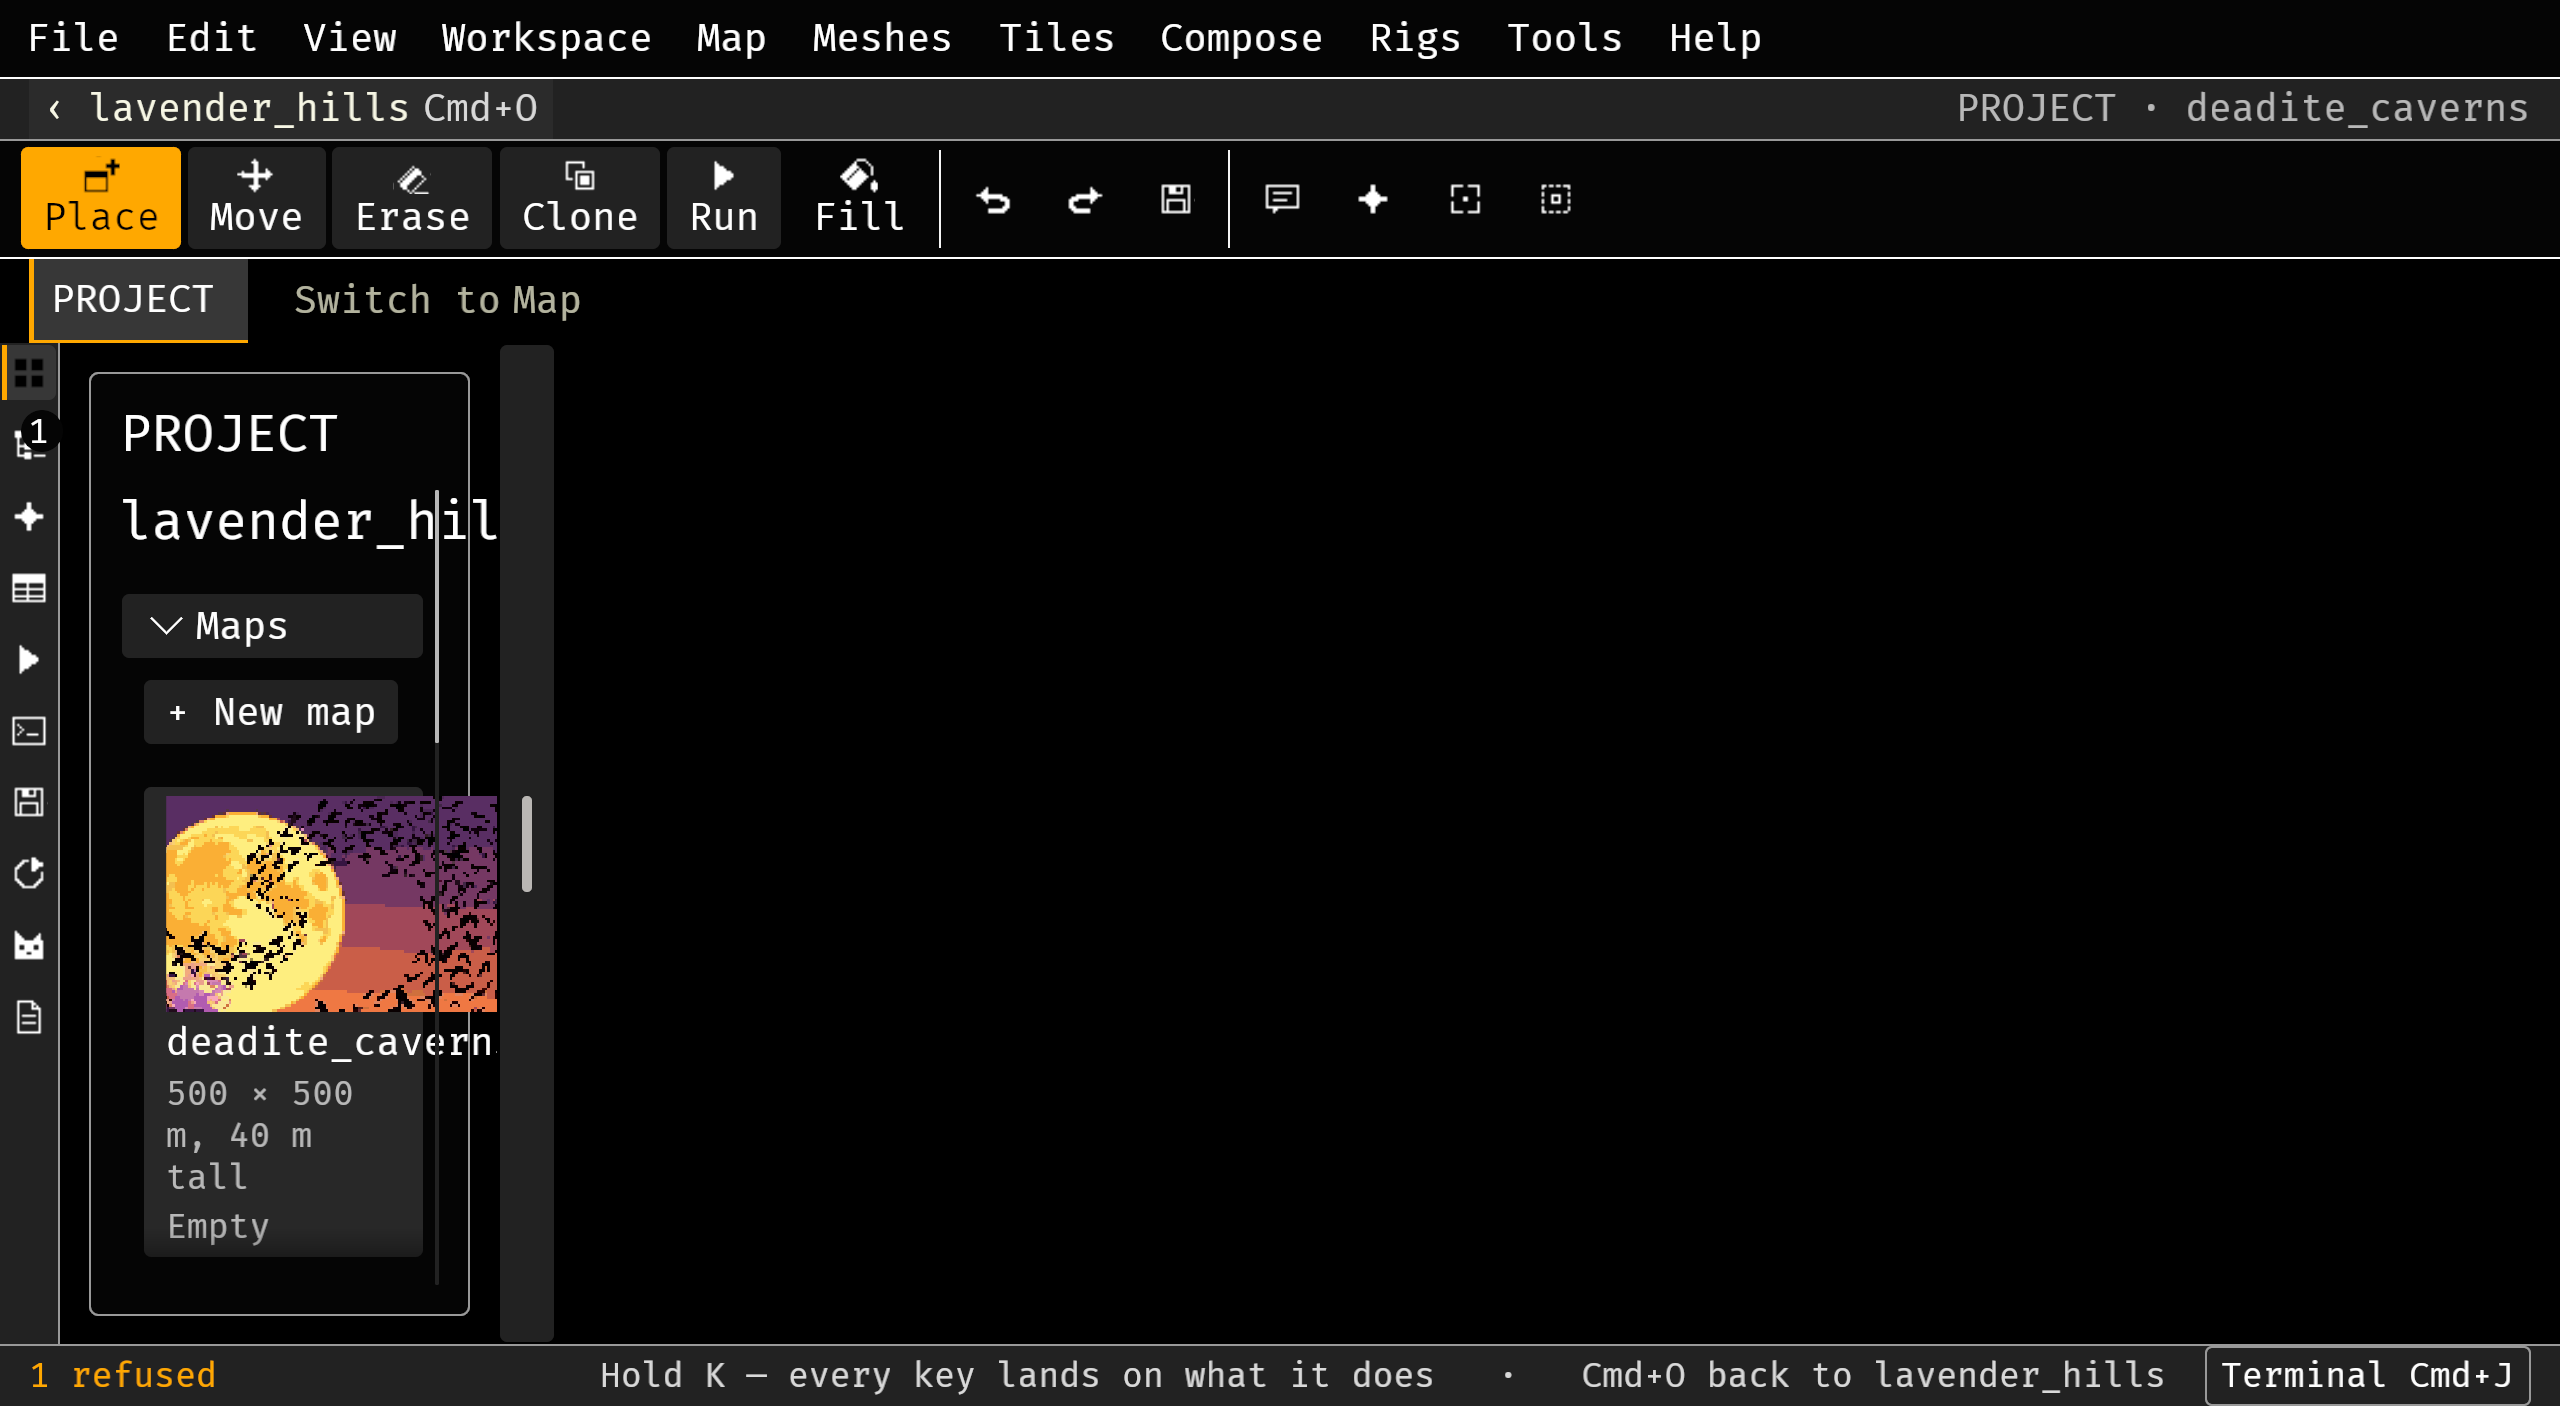 File Edit View Workspace Map Meshes Tiles Compose Rigs Tools Help
‹ lavender_hills Cmd+O
PROJECT · deadite_caverns
Place Move Erase Clone Run Fill
PROJECT Switch to Map
1
PROJECT
lavender_hil
Maps
+ New map
deadite_cavern
500 × 500
m, 40 m
tall
Empty
1 refused
Hold K — every key lands on what it does · Cmd+O back to lavender_hills
Terminal Cmd+J